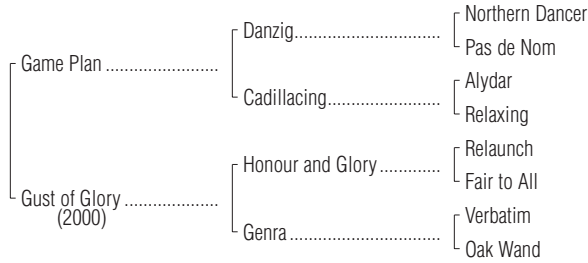 Northern Dancer
Danzig
Pas de Nom
Game Plan
Alydar
Cadillacing
Relaxing
Relaunch
Honour and Glory
Fair to All
Gust of Glory
(2000)
Verbatim
Genra
Oak Wand